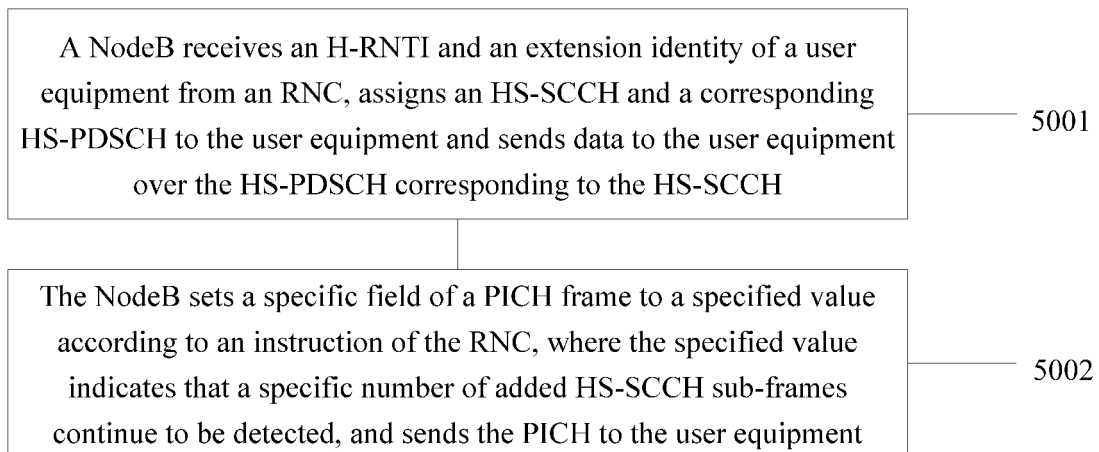 A NodeB receives an H-RNTI and an extension identity of a user
equipment from an RNC, assigns an HS-SCCH and a corresponding
HS-PDSCH to the user equipment and sends data to the user equipment
over the HS-PDSCH corresponding to the HS-SCCH
5001
The NodeB sets a specific field of a PICH frame to a specified value
according to an instruction of the RNC, where the specified value
indicates that a specific number of added HS-SCCH sub-frames
continue to be detected, and sends the PICH to the user equipment
5002